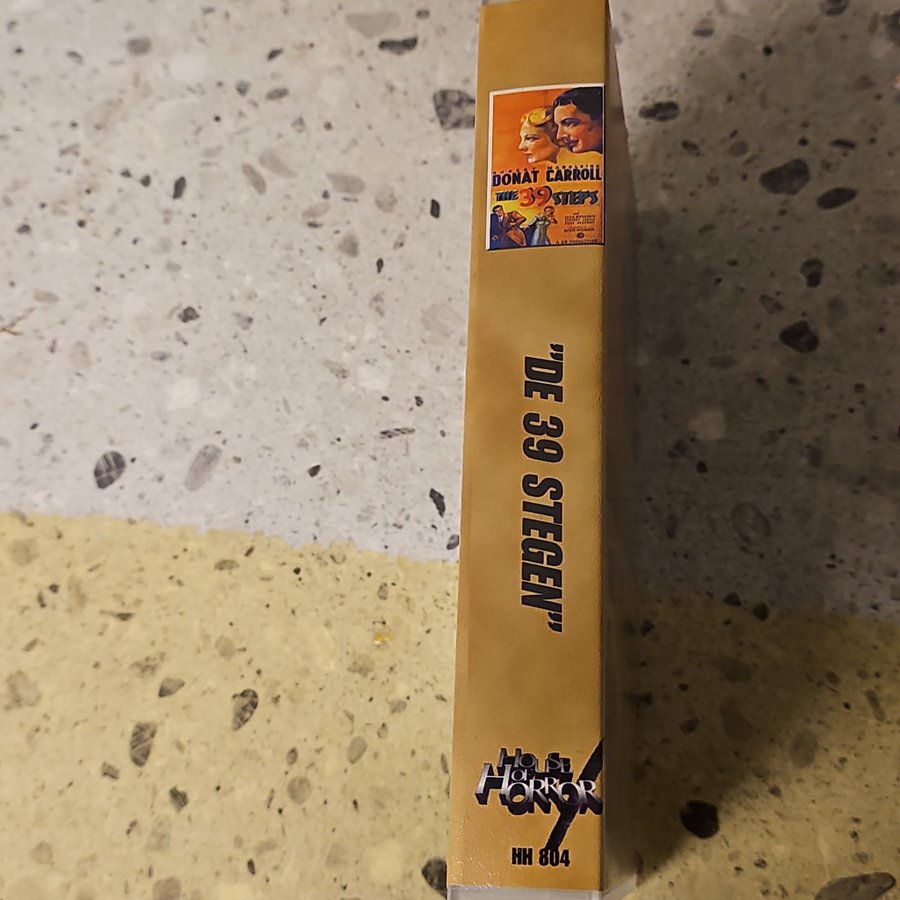 DONAT CARROLL
THE 39 STEPS
"DE 39 STEGEN"
HOUSE
OF
HORROR
HH 804